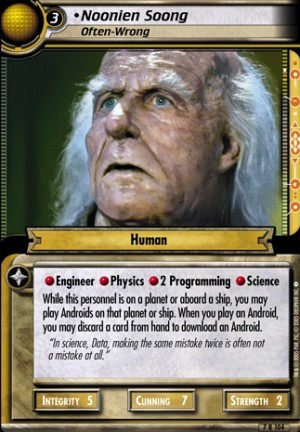 3 •Noonien Soong
Often-Wrong
Human
Engineer Physics 2 Programming Science
While this personnel is on a planet or aboard a ship, you may
play Androids on that planet or ship. When you play an Android,
you may discard a card from hand to download an Android.
"In science, Data, making the same mistake twice is often not
a mistake at all."
INTEGRITY 5 CUNNING 7 STRENGTH 2
7 R 104